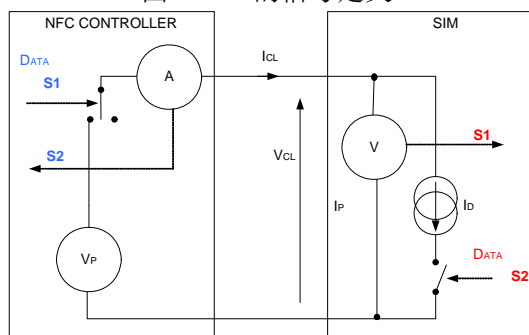 NFC CONTROLLER
SIM
DATA
S1
A
ICL
S2
VCL
V
S1
IP
ID
VP
DATA
S2